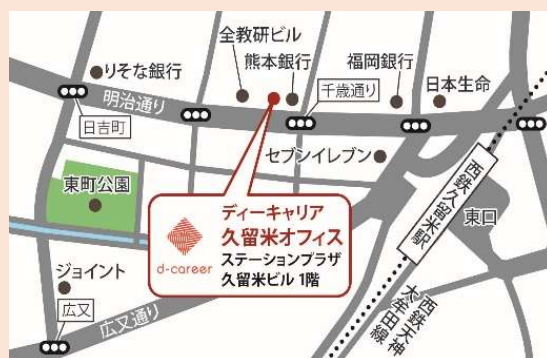 全教研ビル
りそな銀行
熊本銀行
福岡銀行
日本生命
明治通り
千歳通り
日吉町
セブンイレブン
東町公園
西鉄久留米駅
東口
ディーキャリア
久留米オフィス
ステーションプラザ
久留米ビル 1階
d-career
ジョイント
広又
広又通り
西鉄天神
大牟田線